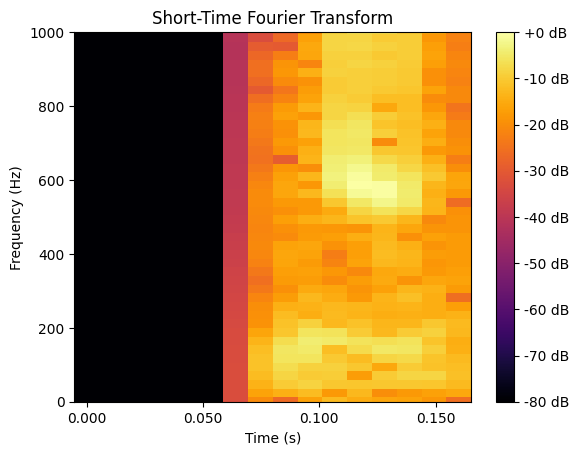 Short-Time Fourier Transform
1000
800
600
400
200
0
Frequency (Hz)
0.000
0.050
0.100
0.150
Time (s)
+0 dB
-10 dB
-20 dB
-30 dB
-40 dB
-50 dB
-60 dB
-70 dB
-80 dB